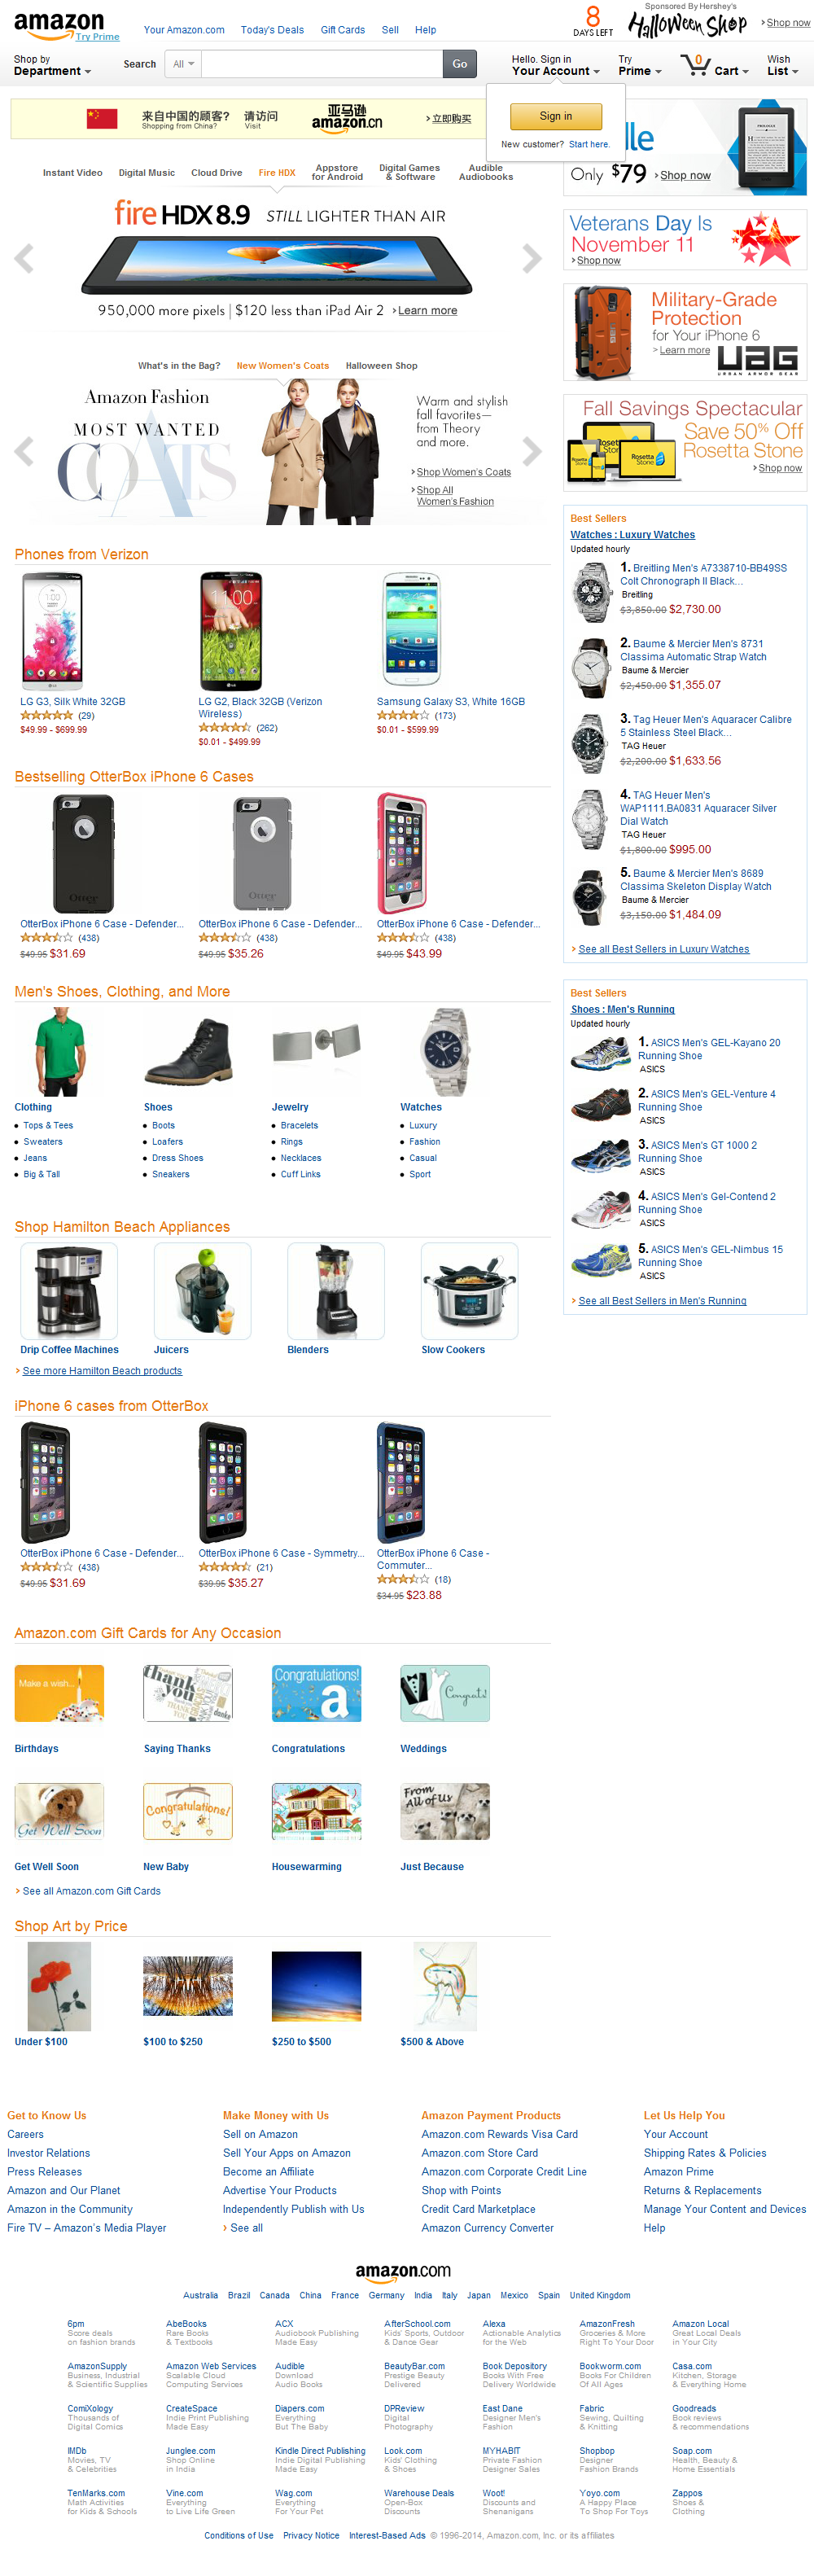 amazon
Try Prime
Your Amazon.com Today's Deals Gift Cards Sell Help
8
DAYS LEFT
Sponsored By Hershey's
Halloween Shop
Shop now
Shop by
Department
Search
All
Go
Hello. Sign in
Your Account
Try
Prime
0
Cart
Wish
List
Sign in
New customer? Start here.
来自中国的顾客? 请访问
Shopping from China? Visit
亚马逊
amazon.cn
立即购买
Only $79 Shop now
Instant Video
Digital Music
Cloud Drive
Fire HDX
Appstore
for Android
Digital Games
& Software
Audible
Audiobooks
fire HDX 8.9 STILL LIGHTER THAN AIR
950,000 more pixels | $120 less than iPad Air 2 Learn more
Veterans Day Is
November 11
Shop now
Military-Grade
Protection
for Your iPhone 6
Learn more
UAG
URBAN ARMOR GEAR
What's in the Bag? New Women's Coats Halloween Shop
Amazon Fashion
MOST WANTED
COATS
Warm and stylish
fall favorites—
from Theory
and more.
Shop Women's Coats
Shop All
Women's Fashion
Fall Savings Spectacular
Save 50% Off
Rosetta Stone
Shop now
Phones from Verizon
LG G3, Silk White 32GB
(29)
$49.99 - $699.99
LG G2, Black 32GB (Verizon
Wireless)
(262)
$0.01 - $499.99
Samsung Galaxy S3, White 16GB
(173)
$0.01 - $599.99
Bestselling OtterBox iPhone 6 Cases
OtterBox iPhone 6 Case - Defender...
(438)
$49.95 $31.69
OtterBox iPhone 6 Case - Defender...
(438)
$49.95 $35.26
OtterBox iPhone 6 Case - Defender...
(438)
$49.95 $43.99
Men's Shoes, Clothing, and More
Clothing
Tops & Tees
Sweaters
Jeans
Big & Tall
Shoes
Boots
Loafers
Dress Shoes
Sneakers
Jewelry
Bracelets
Rings
Necklaces
Cuff Links
Watches
Luxury
Fashion
Casual
Sport
Shop Hamilton Beach Appliances
Drip Coffee Machines
Juicers
Blenders
Slow Cookers
See more Hamilton Beach products
iPhone 6 cases from OtterBox
OtterBox iPhone 6 Case - Defender...
(438)
$49.95 $31.69
OtterBox iPhone 6 Case - Symmetry...
(21)
$39.95 $35.27
OtterBox iPhone 6 Case -
Commuter...
(18)
$34.95 $23.88
Amazon.com Gift Cards for Any Occasion
Make a wish...
thank you
Congratulations!
Congrats!
Birthdays
Saying Thanks
Congratulations
Weddings
Get Well Soon
Congratulations!
From
All of Us
Get Well Soon
New Baby
Housewarming
Just Because
See all Amazon.com Gift Cards
Shop Art by Price
Under $100
$100 to $250
$250 to $500
$500 & Above
Best Sellers
Watches : Luxury Watches
Updated hourly
1. Breitling Men's A7338710-BB49SS
Colt Chronograph II Black...
Breitling
$3,850.00 $2,730.00
2. Baume & Mercier Men's 8731
Classima Automatic Strap Watch
Baume & Mercier
$2,450.00 $1,355.07
3. Tag Heuer Men's Aquaracer Calibre
5 Stainless Steel Black...
TAG Heuer
$2,200.00 $1,633.56
4. TAG Heuer Men's
WAP1111.BA0831 Aquaracer Silver
Dial Watch
TAG Heuer
$1,800.00 $995.00
5. Baume & Mercier Men's 8689
Classima Skeleton Display Watch
Baume & Mercier
$3,150.00 $1,484.09
See all Best Sellers in Luxury Watches
Best Sellers
Shoes : Men's Running
Updated hourly
1. ASICS Men's GEL-Kayano 20
Running Shoe
ASICS
2. ASICS Men's GEL-Venture 4
Running Shoe
ASICS
3. ASICS Men's GT 1000 2
Running Shoe
ASICS
4. ASICS Men's Gel-Contend 2
Running Shoe
ASICS
5. ASICS Men's GEL-Nimbus 15
Running Shoe
ASICS
See all Best Sellers in Men's Running
Get to Know Us
Careers
Investor Relations
Press Releases
Amazon and Our Planet
Amazon in the Community
Fire TV – Amazon's Media Player
Make Money with Us
Sell on Amazon
Sell Your Apps on Amazon
Become an Affiliate
Advertise Your Products
Independently Publish with Us
See all
Amazon Payment Products
Amazon.com Rewards Visa Card
Amazon.com Store Card
Amazon.com Corporate Credit Line
Shop with Points
Credit Card Marketplace
Amazon Currency Converter
Let Us Help You
Your Account
Shipping Rates & Policies
Amazon Prime
Returns & Replacements
Manage Your Content and Devices
Help
amazon.com
Australia Brazil Canada China France Germany India Italy Japan Mexico Spain United Kingdom
6pm
Score deals
on fashion brands
AbeBooks
Rare Books
& Textbooks
ACX
Audiobook Publishing
Made Easy
AfterSchool.com
Kids' Sports, Outdoor
& Dance Gear
Alexa
Actionable Analytics
for the Web
AmazonFresh
Groceries & More
Right To Your Door
Amazon Local
Great Local Deals
in Your City
AmazonSupply
Business, Industrial
& Scientific Supplies
Amazon Web Services
Scalable Cloud
Computing Services
Audible
Download
Audio Books
BeautyBar.com
Prestige Beauty
Delivered
Book Depository
Books With Free
Delivery Worldwide
Bookworm.com
Books For Children
Of All Ages
Casa.com
Kitchen, Storage
& Everything Home
ComiXology
Thousands of
Digital Comics
CreateSpace
Indie Print Publishing
Made Easy
Diapers.com
Everything
But The Baby
DPReview
Digital
Photography
East Dane
Designer Men's
Fashion
Fabric
Sewing, Quilting
& Knitting
Goodreads
Book reviews
& recommendations
IMDb
Movies, TV
& Celebrities
Junglee.com
Shop Online
in India
Kindle Direct Publishing
Indie Digital Publishing
Made Easy
Look.com
Kids' Clothing
& Shoes
MYHABIT
Private Fashion
Designer Sales
Shopbop
Designer
Fashion Brands
Soap.com
Health, Beauty &
Home Essentials
TenMarks.com
Math Activities
for Kids & Schools
Vine.com
Everything
to Live Life Green
Wag.com
Everything
For Your Pet
Warehouse Deals
Open-Box
Discounts
Woot!
Discounts and
Shenanigans
Yoyo.com
A Happy Place
To Shop For Toys
Zappos
Shoes &
Clothing
Conditions of Use Privacy Notice Interest-Based Ads © 1996-2014, Amazon.com, Inc. or its affiliates